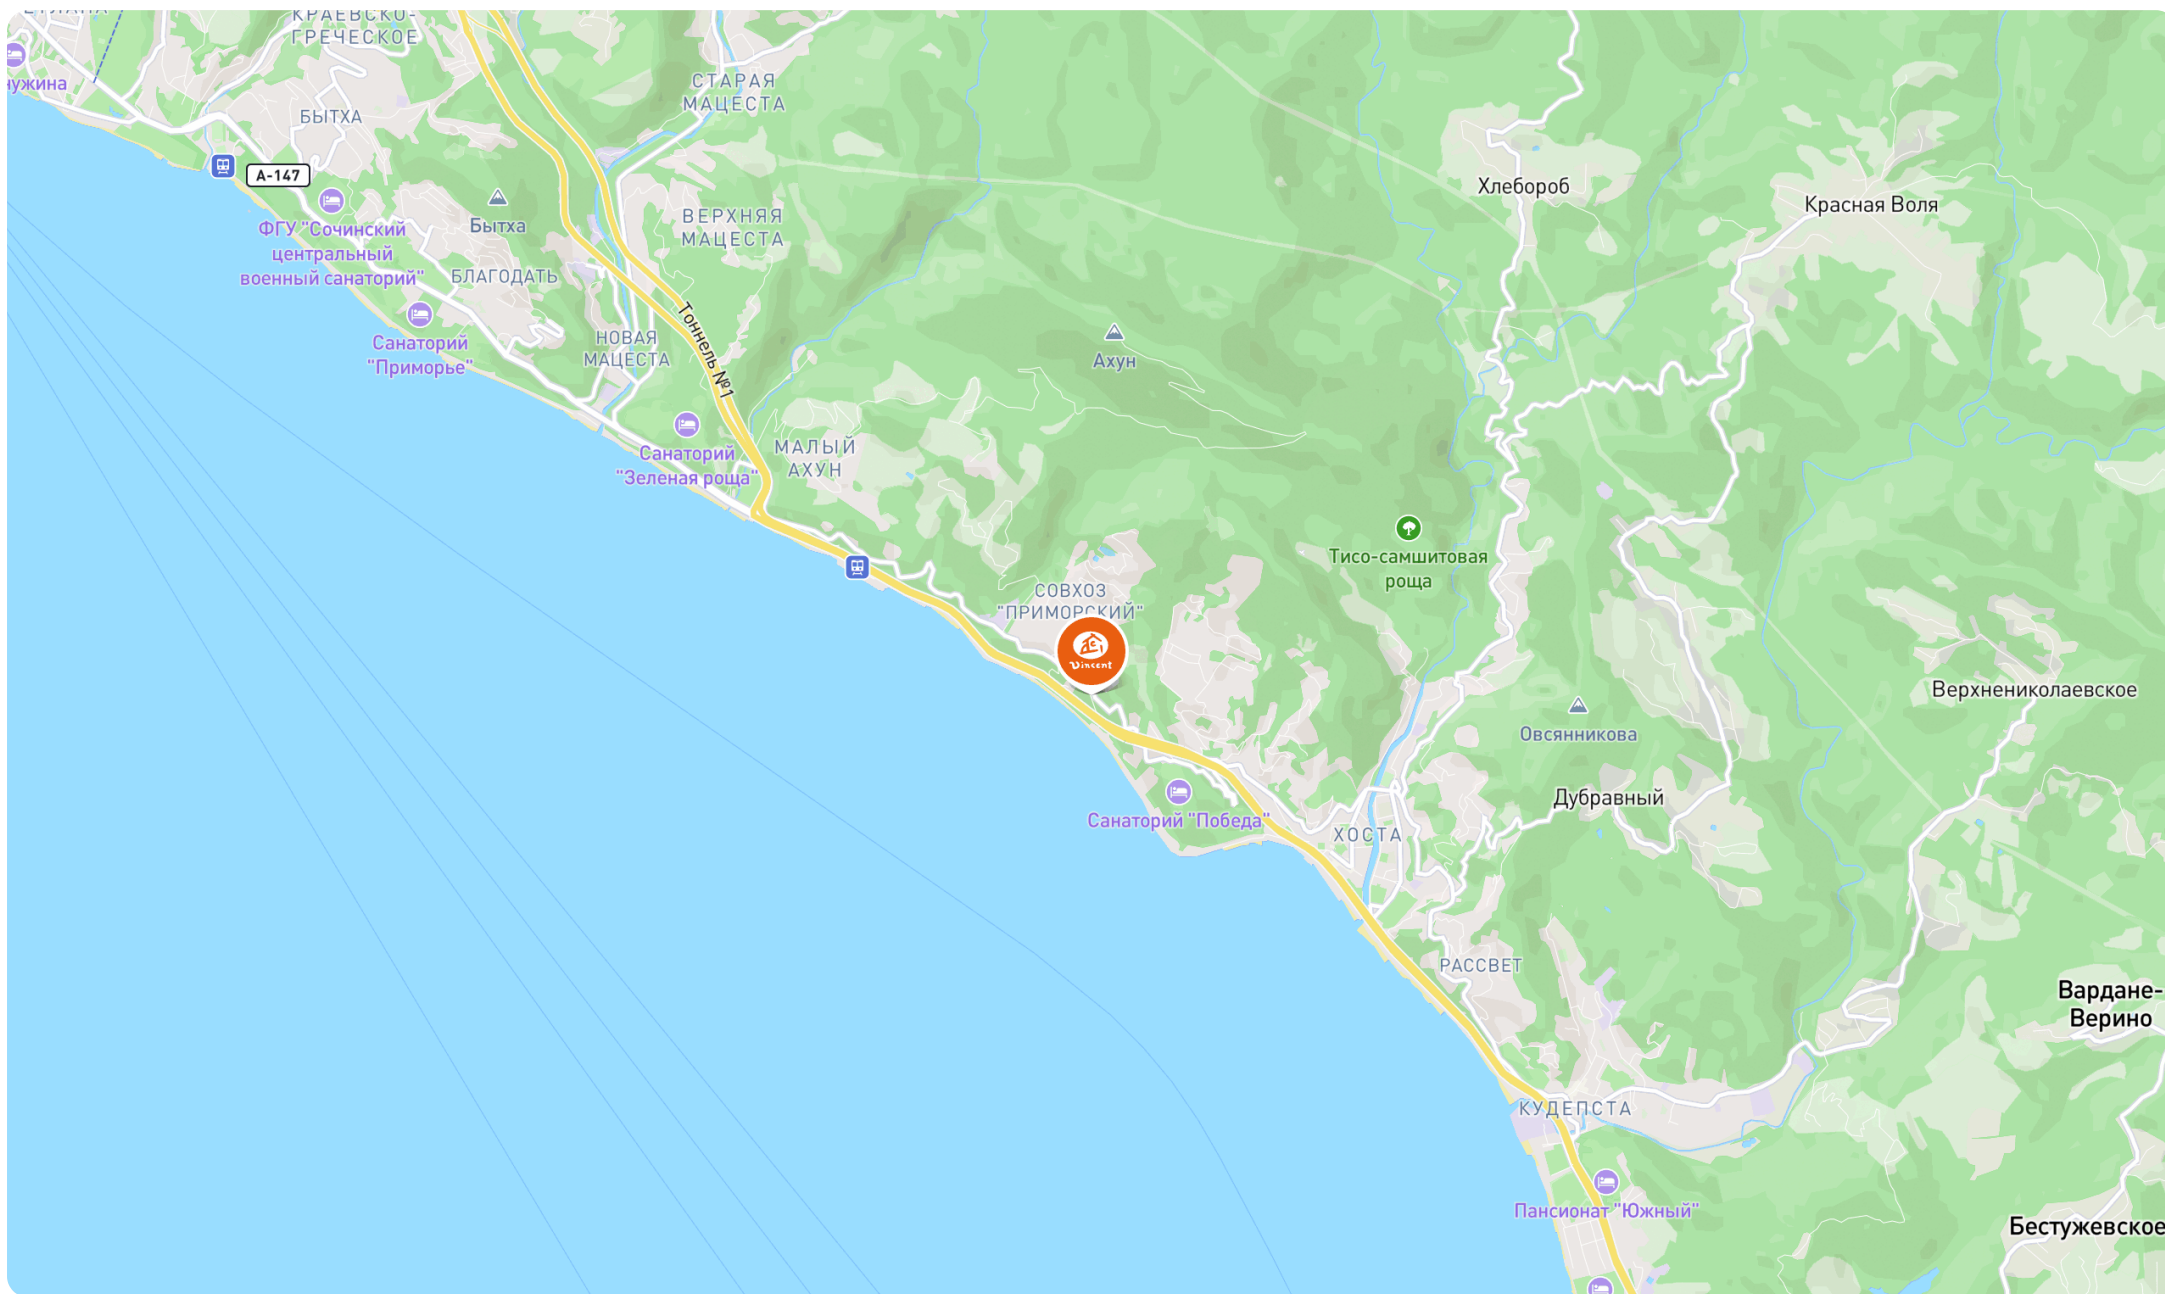 КРАЕВСКО-
ГРЕЧЕСКОЕ
СТАРАЯ
МАЦЕСТА
БЫТХА
A-147
Хлебороб
Красная Воля
ФГУ "Сочинский
центральный
военный санаторий"
Бытха
ВЕРХНЯЯ
МАЦЕСТА
БЛАГОДАТЬ
Санаторий
"Приморье"
НОВАЯ
МАЦЕСТА
Тоннель №1
Ахун
Санаторий
"Зеленая роща"
МАЛЫЙ
АХУН
Тисо-самшитовая
роща
СОВХОЗ
"ПРИМОРСКИЙ"
Vincent
Верхнениколаевское
Овсянникова
Дубравный
Санаторий "Победа"
ХОСТА
РАССВЕТ
Вардане-
Верино
КУДЕПСТА
Пансионат "Южный"
Бестужевское